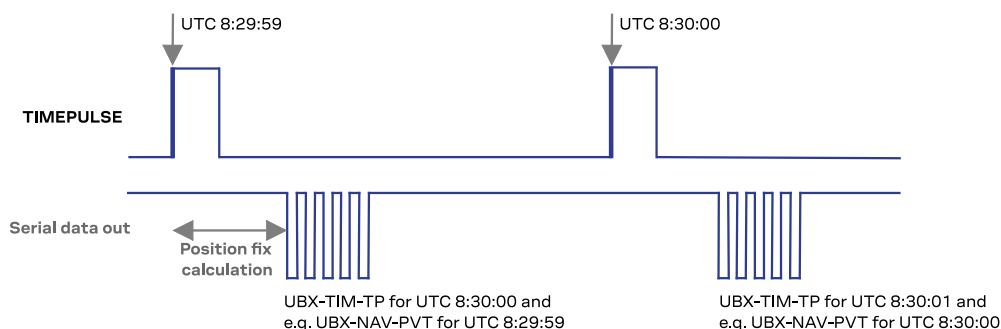 UTC 8:29:59
UTC 8:30:00
TIMEPULSE
Serial data out
Position fix
calculation
UBX-TIM-TP for UTC 8:30:00 and
e.g. UBX-NAV-PVT for UTC 8:29:59
UBX-TIM-TP for UTC 8:30:01 and
e.g. UBX-NAV-PVT for UTC 8:30:00